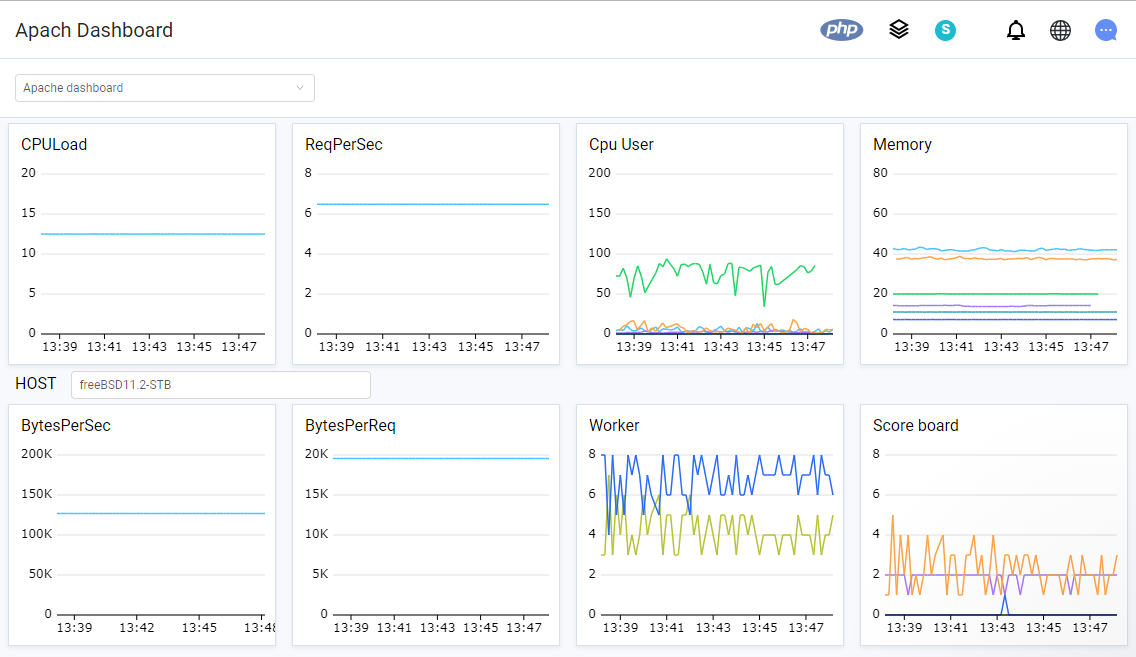 Apach Dashboard
php
S
Apache dashboard
CPULoad
20
15
10
5
0
13:39 13:41 13:43 13:45 13:47
ReqPerSec
8
6
4
2
0
13:39 13:41 13:43 13:45 13:47
Cpu User
200
150
100
50
0
13:39 13:41 13:43 13:45 13:47
Memory
80
60
40
20
0
13:39 13:41 13:43 13:45 13:47
HOST
freeBSD11.2-STB
BytesPerSec
200K
150K
100K
50K
0
13:39 13:42 13:45 13:48
BytesPerReq
20K
15K
10K
5K
0
13:39 13:41 13:43 13:45 13:47
Worker
8
6
4
2
0
13:39 13:41 13:43 13:45 13:47
Score board
8
6
4
2
0
13:39 13:41 13:43 13:45 13:47